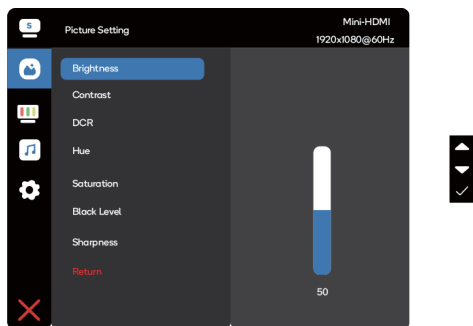 S
Picture Setting
Mini-HDMI
1920x1080@60Hz
Brightness
Contrast
DCR
Hue
Saturation
Black Level
Sharpness
Return
50